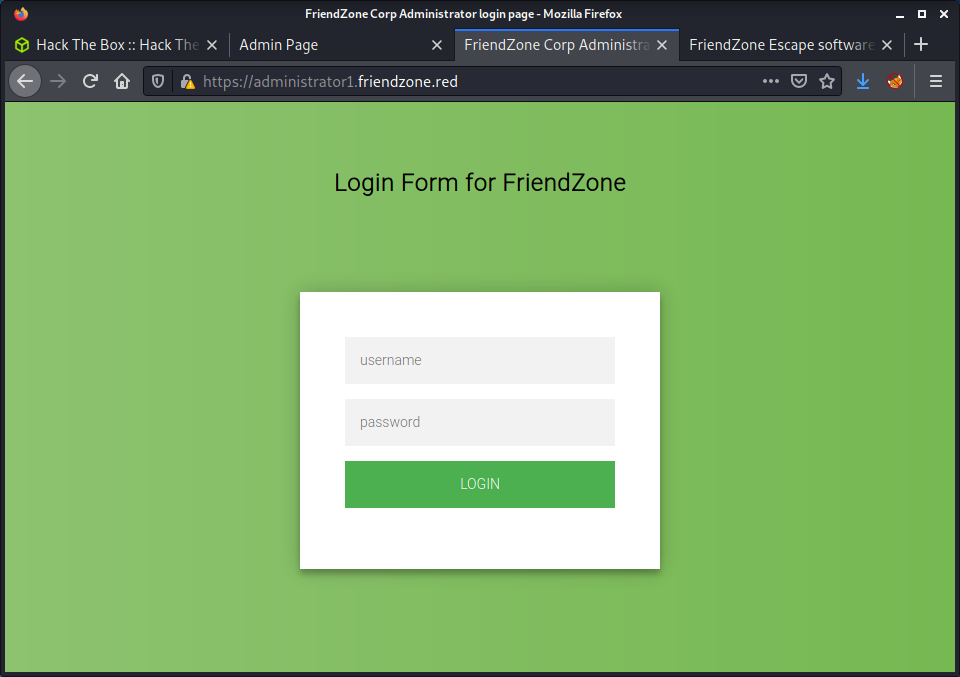 FriendZone Corp Administrator login page - Mozilla Firefox
Hack The Box :: Hack The
Admin Page
FriendZone Corp Administra
FriendZone Escape software
https://administrator1.friendzone.red
Login Form for FriendZone
username
password
LOGIN